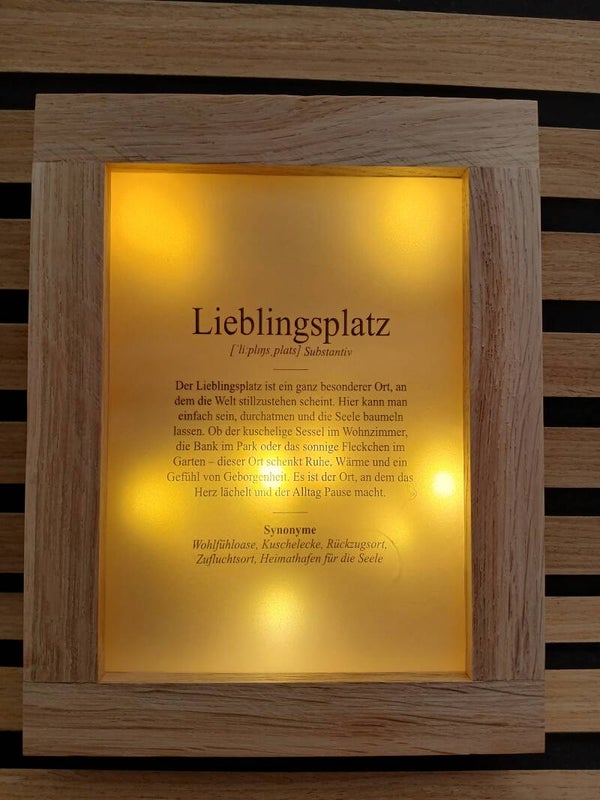 Lieblingsplatz
[ˈliːplɪŋsˌplats] Substantiv
Der Lieblingsplatz ist ein ganz besonderer Ort, an
dem die Welt stillzustehen scheint. Hier kann man
einfach sein, durchatmen und die Seele baumeln
lassen. Ob der kuschelige Sessel im Wohnzimmer,
die Bank im Park oder das sonnige Fleckchen im
Garten – dieser Ort schenkt Ruhe, Wärme und ein
Gefühl von Geborgenheit. Es ist der Ort, an dem das
Herz lächelt und der Alltag Pause macht.
Synonyme
Wohlfühloase, Kuschelecke, Rückzugsort,
Zufluchtsort, Heimathafen für die Seele